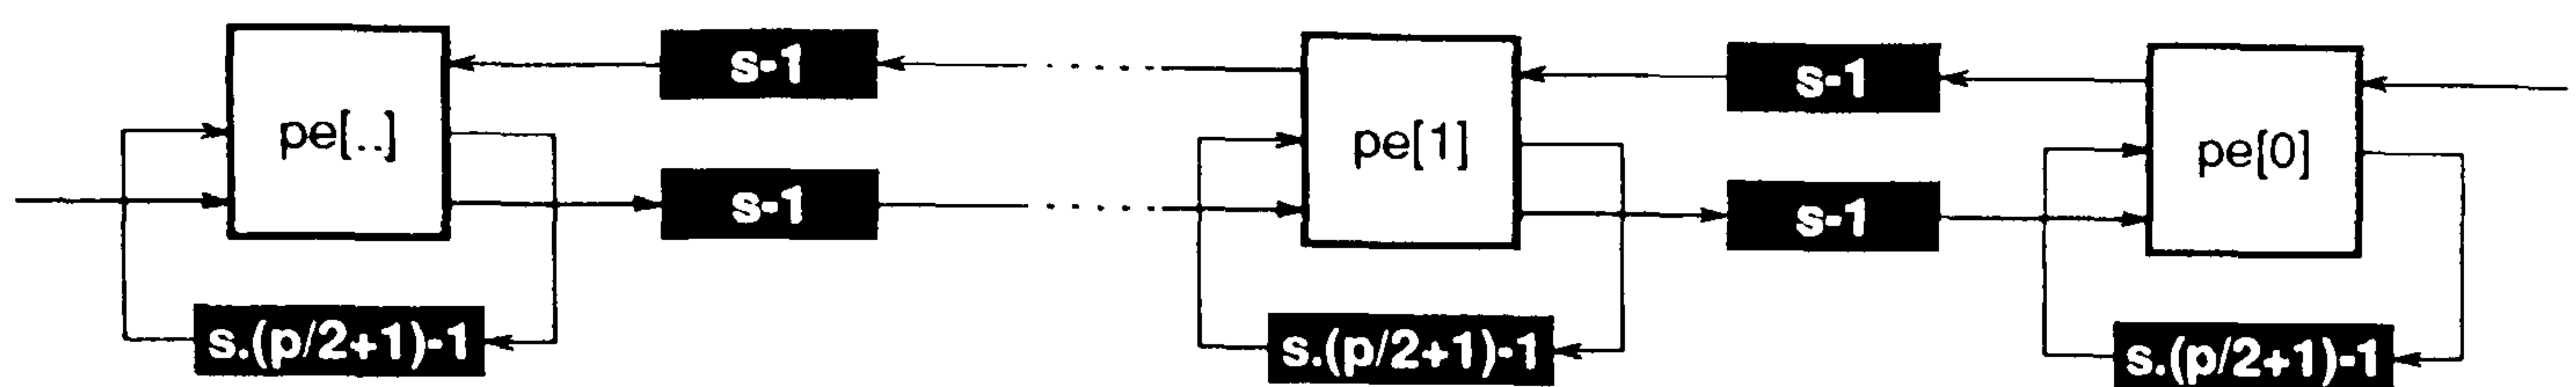 s-1 s-1
pe[..] pe[1] pe[0]
s-1 s-1
s.(p/2+1)-1 s.(p/2+1)-1 s.(p/2+1)-1